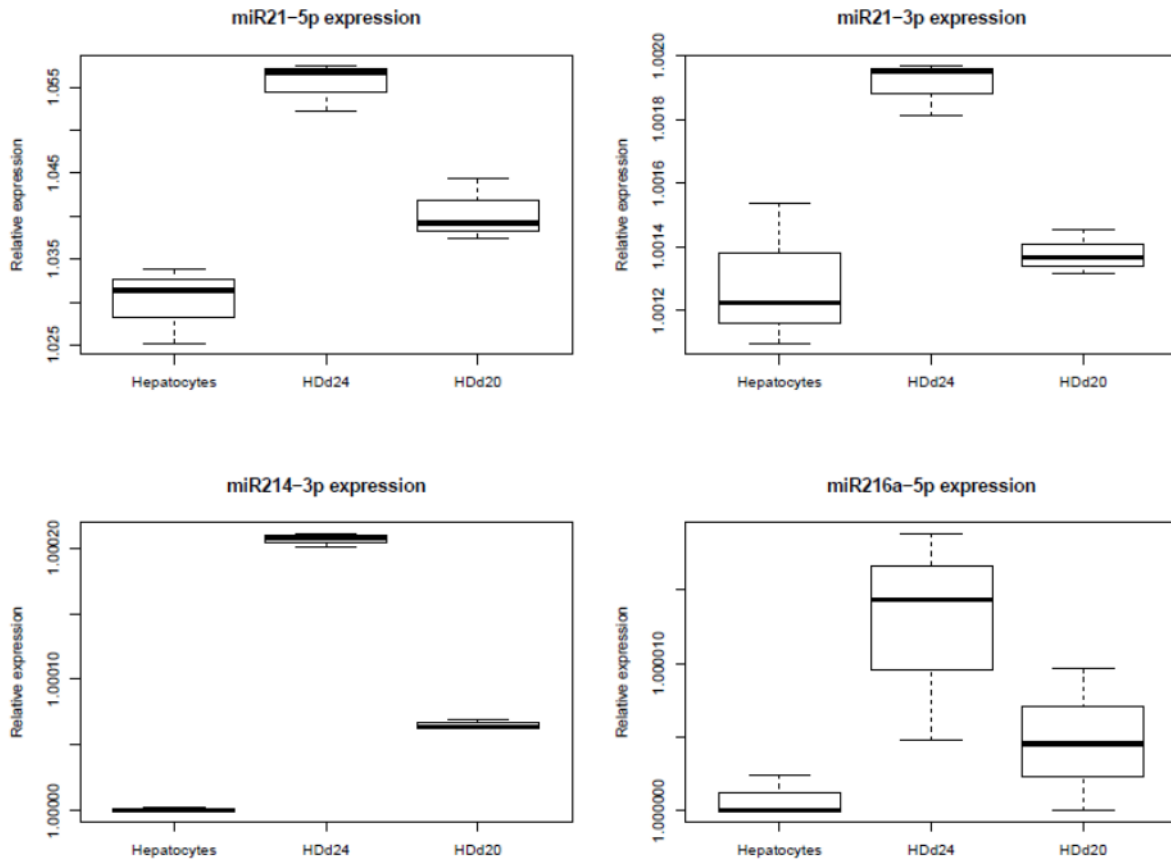 miR21−5p expression
Relative expression
1.055
1.045
1.035
1.025
Hepatocytes
HDd24
HDd20
miR21−3p expression
Relative expression
1.0020
1.0018
1.0016
1.0014
1.0012
Hepatocytes
HDd24
HDd20
miR214−3p expression
Relative expression
1.00020
1.00010
1.00000
Hepatocytes
HDd24
HDd20
miR216a−5p expression
Relative expression
1.000010
1.000000
Hepatocytes
HDd24
HDd20